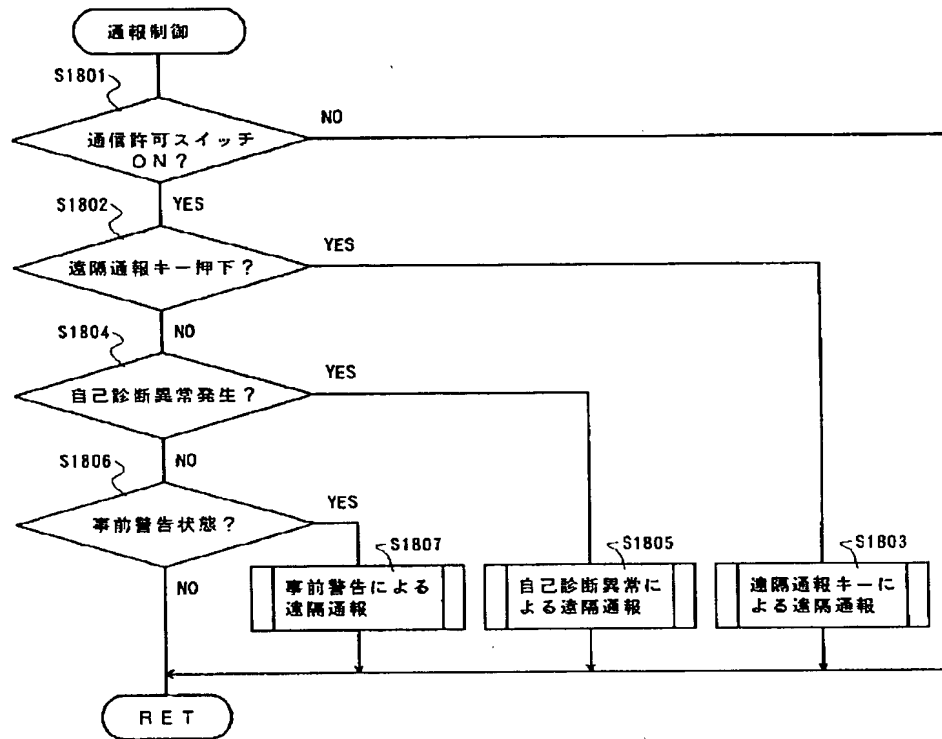 通報制御
S1801
NO
通信許可スイッチ
ON?
S1802
YES
YES
遠隔通報キー押下?
S1804
NO
YES
自己診断異常発生?
S1806
NO
YES
事前警告状態?
S1807
S1805
S1803
NO
事前警告による
遠隔通報
自己診断異常に
よる遠隔通報
遠隔通報キーに
よる遠隔通報
RET